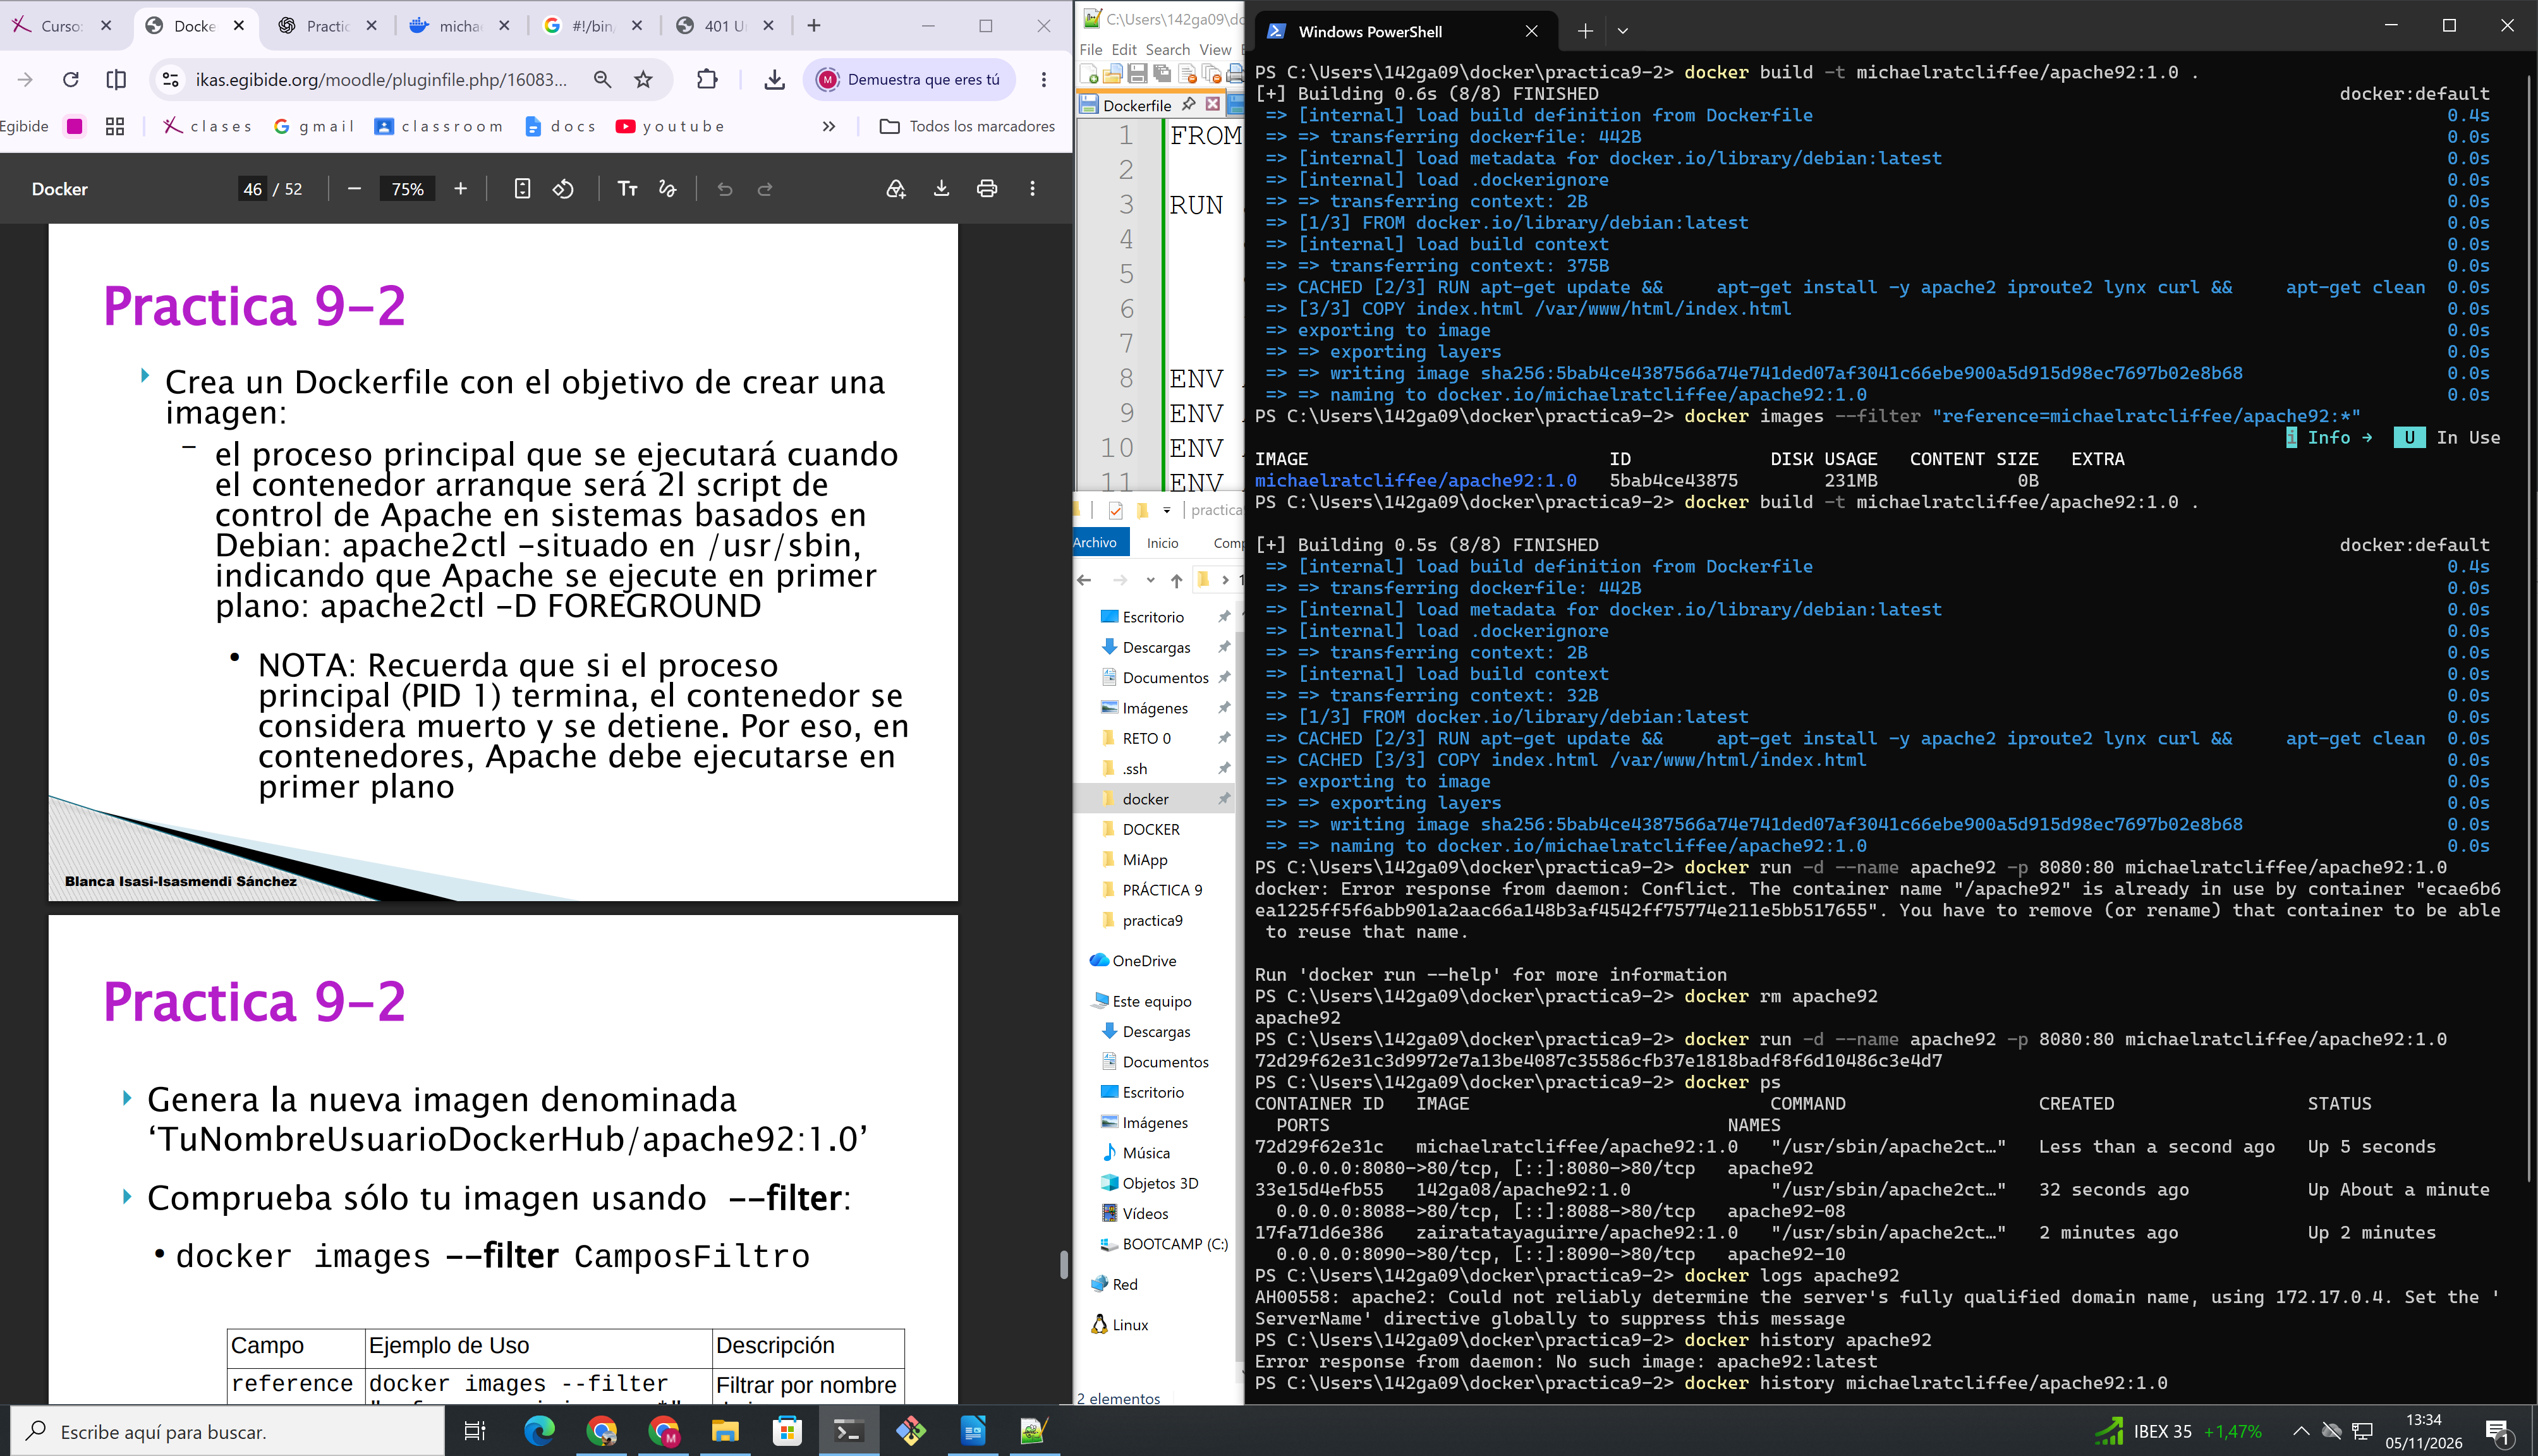 Curso:
Docke
Practic
michae
#!/bin/
401 U
ikas.egibide.org/moodle/pluginfile.php/16083...
M
Demuestra que eres tú
Egibide
clases
gmail
classroom
docs
youtube
»
Todos los marcadores
Docker
46 / 52
75%
Practica 9-2
Crea un Dockerfile con el objetivo de crear una
imagen:
– el proceso principal que se ejecutará cuando
el contenedor arranque será 2l script de
control de Apache en sistemas basados en
Debian: apache2ctl -situado en /usr/sbin,
indicando que Apache se ejecute en primer
plano: apache2ctl -D FOREGROUND
• NOTA: Recuerda que si el proceso
principal (PID 1) termina, el contenedor se
considera muerto y se detiene. Por eso, en
contenedores, Apache debe ejecutarse en
primer plano
Blanca Isasi-Isasmendi Sánchez
Practica 9-2
Genera la nueva imagen denominada
‘TuNombreUsuarioDockerHub/apache92:1.0’
Comprueba sólo tu imagen usando --filter:
• docker images --filter CamposFiltro
Campo Ejemplo de Uso Descripción
reference docker images --filter Filtrar por nombre
C:\Users\142ga09\do
File Edit Search View
Dockerfile
1 FROM
2
3 RUN
4
5
6
7
8 ENV
9 ENV
10 ENV
11 ENV
practica
Archivo Inicio Comp
Escritorio
Descargas
Documentos
Imágenes
RETO 0
.ssh
docker
DOCKER
MiApp
PRÁCTICA 9
practica9
OneDrive
Este equipo
Descargas
Documentos
Escritorio
Imágenes
Música
Objetos 3D
Vídeos
BOOTCAMP (C:)
Red
Linux
2 elementos
Windows PowerShell
PS C:\Users\142ga09\docker\practica9-2> docker build -t michaelratcliffee/apache92:1.0 .
[+] Building 0.6s (8/8) FINISHED docker:default
=> [internal] load build definition from Dockerfile 0.4s
=> => transferring dockerfile: 442B 0.0s
=> [internal] load metadata for docker.io/library/debian:latest 0.0s
=> [internal] load .dockerignore 0.0s
=> => transferring context: 2B 0.0s
=> [1/3] FROM docker.io/library/debian:latest 0.0s
=> [internal] load build context 0.0s
=> => transferring context: 375B 0.0s
=> CACHED [2/3] RUN apt-get update && apt-get install -y apache2 iproute2 lynx curl && apt-get clean 0.0s
=> [3/3] COPY index.html /var/www/html/index.html 0.0s
=> exporting to image 0.0s
=> => exporting layers 0.0s
=> => writing image sha256:5bab4ce4387566a74e741ded07af3041c66ebe900a5d915d98ec7697b02e8b68 0.0s
=> => naming to docker.io/michaelratcliffee/apache92:1.0 0.0s
PS C:\Users\142ga09\docker\practica9-2> docker images --filter "reference=michaelratcliffee/apache92:*"
i Info → U In Use
IMAGE ID DISK USAGE CONTENT SIZE EXTRA
michaelratcliffee/apache92:1.0 5bab4ce43875 231MB 0B
PS C:\Users\142ga09\docker\practica9-2> docker build -t michaelratcliffee/apache92:1.0 .
[+] Building 0.5s (8/8) FINISHED docker:default
=> [internal] load build definition from Dockerfile 0.4s
=> => transferring dockerfile: 442B 0.0s
=> [internal] load metadata for docker.io/library/debian:latest 0.0s
=> [internal] load .dockerignore 0.0s
=> => transferring context: 2B 0.0s
=> [internal] load build context 0.0s
=> => transferring context: 32B 0.0s
=> [1/3] FROM docker.io/library/debian:latest 0.0s
=> CACHED [2/3] RUN apt-get update && apt-get install -y apache2 iproute2 lynx curl && apt-get clean 0.0s
=> CACHED [3/3] COPY index.html /var/www/html/index.html 0.0s
=> exporting to image 0.0s
=> => exporting layers 0.0s
=> => writing image sha256:5bab4ce4387566a74e741ded07af3041c66ebe900a5d915d98ec7697b02e8b68 0.0s
=> => naming to docker.io/michaelratcliffee/apache92:1.0 0.0s
PS C:\Users\142ga09\docker\practica9-2> docker run -d --name apache92 -p 8080:80 michaelratcliffee/apache92:1.0
docker: Error response from daemon: Conflict. The container name "/apache92" is already in use by container "ecae6b6
ea1225ff5f6abb901a2aac66a148b3af4542ff75774e211e5bb517655". You have to remove (or rename) that container to be able
to reuse that name.
Run 'docker run --help' for more information
PS C:\Users\142ga09\docker\practica9-2> docker rm apache92
apache92
PS C:\Users\142ga09\docker\practica9-2> docker run -d --name apache92 -p 8080:80 michaelratcliffee/apache92:1.0
72d29f62e31c3d9972e7a13be4087c35586cfb37e1818badf8f6d10486c3e4d7
PS C:\Users\142ga09\docker\practica9-2> docker ps
CONTAINER ID IMAGE COMMAND CREATED STATUS
PORTS NAMES
72d29f62e31c michaelratcliffee/apache92:1.0 "/usr/sbin/apache2ct…" Less than a second ago Up 5 seconds
0.0.0.0:8080->80/tcp, [::]:8080->80/tcp apache92
33e15d4efb55 142ga08/apache92:1.0 "/usr/sbin/apache2ct…" 32 seconds ago Up About a minute
0.0.0.0:8088->80/tcp, [::]:8088->80/tcp apache92-08
17fa71d6e386 zairatatayaguirre/apache92:1.0 "/usr/sbin/apache2ct…" 2 minutes ago Up 2 minutes
0.0.0.0:8090->80/tcp, [::]:8090->80/tcp apache92-10
PS C:\Users\142ga09\docker\practica9-2> docker logs apache92
AH00558: apache2: Could not reliably determine the server's fully qualified domain name, using 172.17.0.4. Set the '
ServerName' directive globally to suppress this message
PS C:\Users\142ga09\docker\practica9-2> docker history apache92
Error response from daemon: No such image: apache92:latest
PS C:\Users\142ga09\docker\practica9-2> docker history michaelratcliffee/apache92:1.0
Escribe aquí para buscar.
IBEX 35 +1,47%
13:34
05/11/2026
1